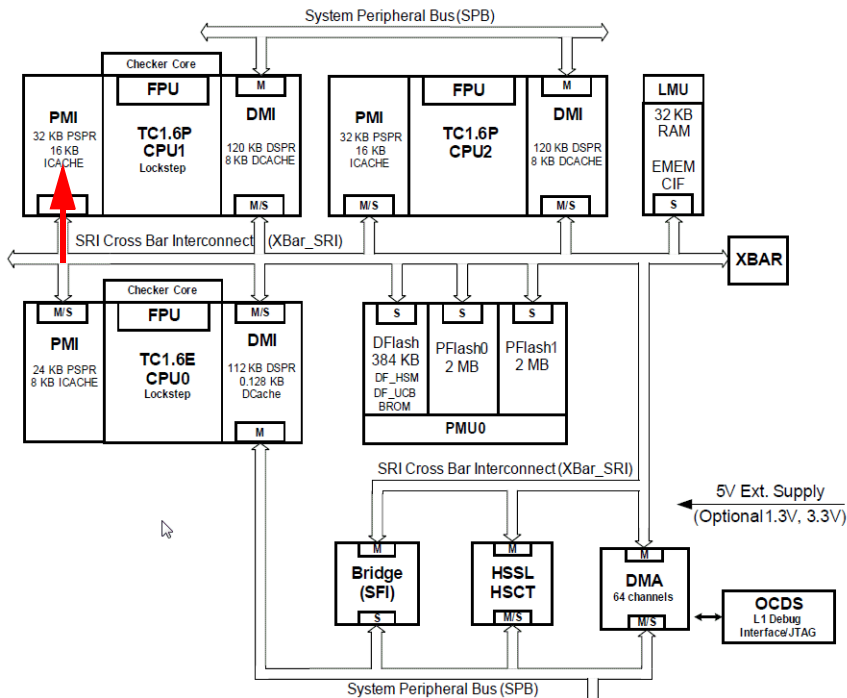 System Peripheral Bus (SPB)
Checker Core
PMI
32 KB PSPR
16 KB
ICACHE
FPU
TC1.6P
CPU1
Lockstep
M
DMI
120 KB DSPR
8 KB DCACHE
M/S
PMI
32 KB PSPR
16 KB
ICACHE
M/S
FPU
TC1.6P
CPU2
M
DMI
120 KB DSPR
8 KB DCACHE
M/S
LMU
32 KB
RAM
EMEM
CIF
S
SRI Cross Bar Interconnect (XBar_SRI)
XBAR
Checker Core
M/S
PMI
24 KB PSPR
8 KB ICACHE
FPU
TC1.6E
CPU0
Lockstep
M/S
DMI
112 KB DSPR
0.128 KB
DCache
M
S
DFlash
384 KB
DF_HSM
DF_UCB
BROM
S
PFlash0
2 MB
S
PFlash1
2 MB
PMU0
SRI Cross Bar Interconnect (XBar_SRI)
5V Ext. Supply
(Optional 1.3V, 3.3V)
M
Bridge
(SFI)
S
M
HSSL
HSCT
M/S
M
DMA
64 channels
M/S
OCDS
L1 Debug
Interface/JTAG
System Peripheral Bus (SPB)